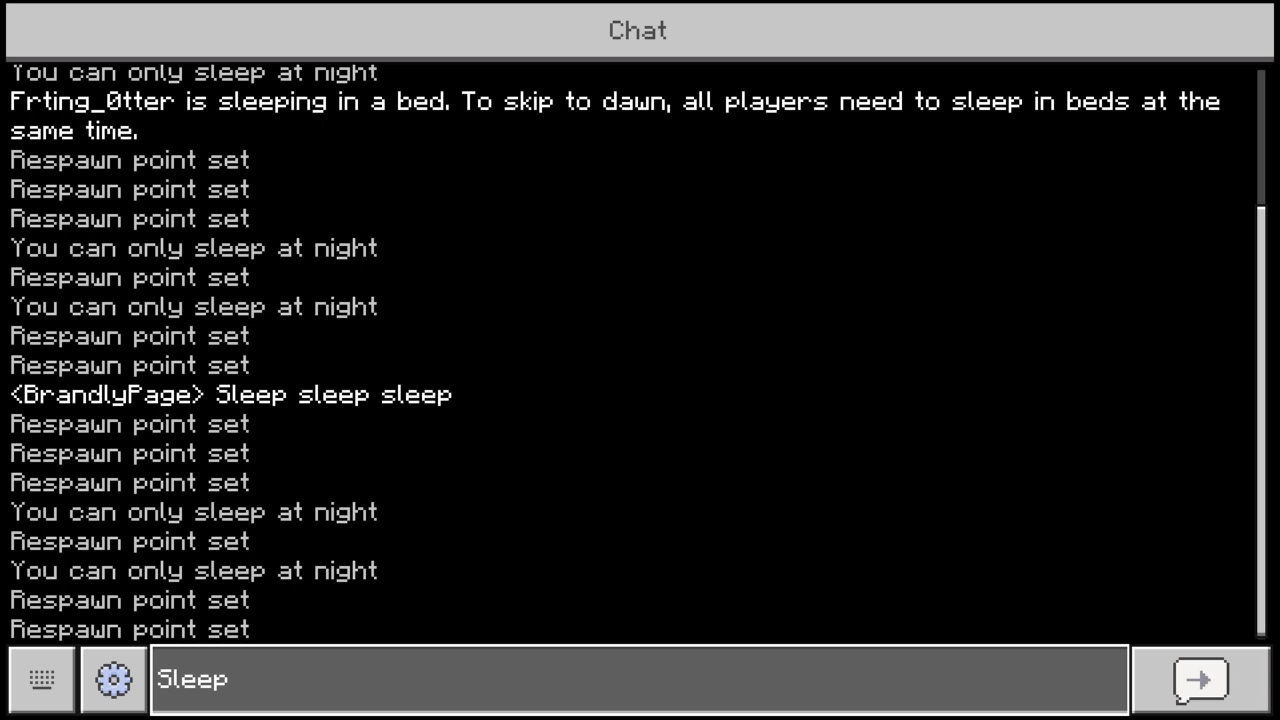 Chat
You can only sleep at night
Frting_0tter is sleeping in a bed. To skip to dawn, all players need to sleep in beds at the
same time.
Respawn point set
Respawn point set
Respawn point set
You can only sleep at night
Respawn point set
You can only sleep at night
Respawn point set
Respawn point set
<BrandlyPage> Sleep sleep sleep
Respawn point set
Respawn point set
Respawn point set
You can only sleep at night
Respawn point set
You can only sleep at night
Respawn point set
Respawn point set
Sleep